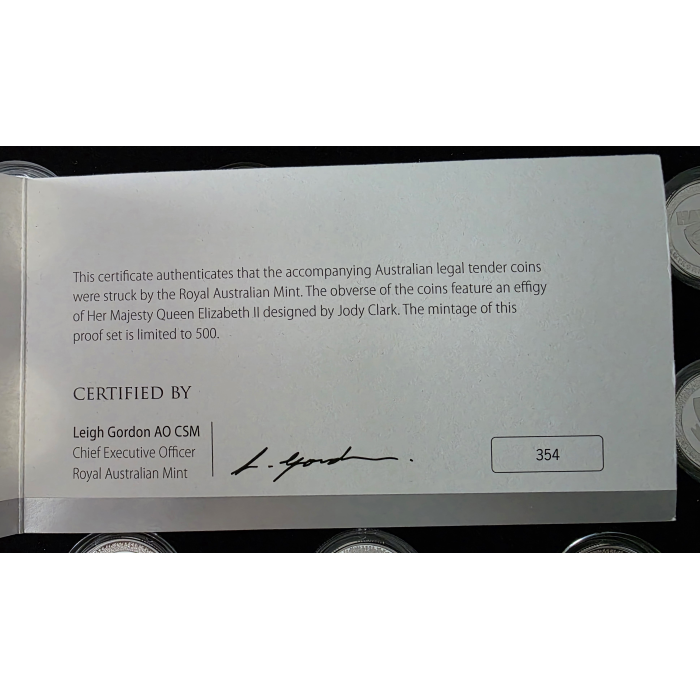 This certificate authenticates that the accompanying Australian legal tender coins
were struck by the Royal Australian Mint. The obverse of the coins feature an effigy
of Her Majesty Queen Elizabeth II designed by Jody Clark. The mintage of this
proof set is limited to 500.
CERTIFIED BY
Leigh Gordon AO CSM
Chief Executive Officer
Royal Australian Mint
L. Gordon.
354